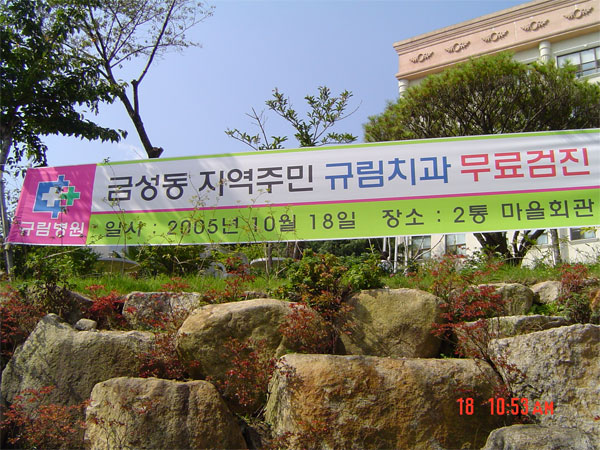 금성동 지역주민 규림치과 무료검진
규림병원
일시 : 2005년 10월 18일 장소 : 2통 마을회관
18 10:53 AM